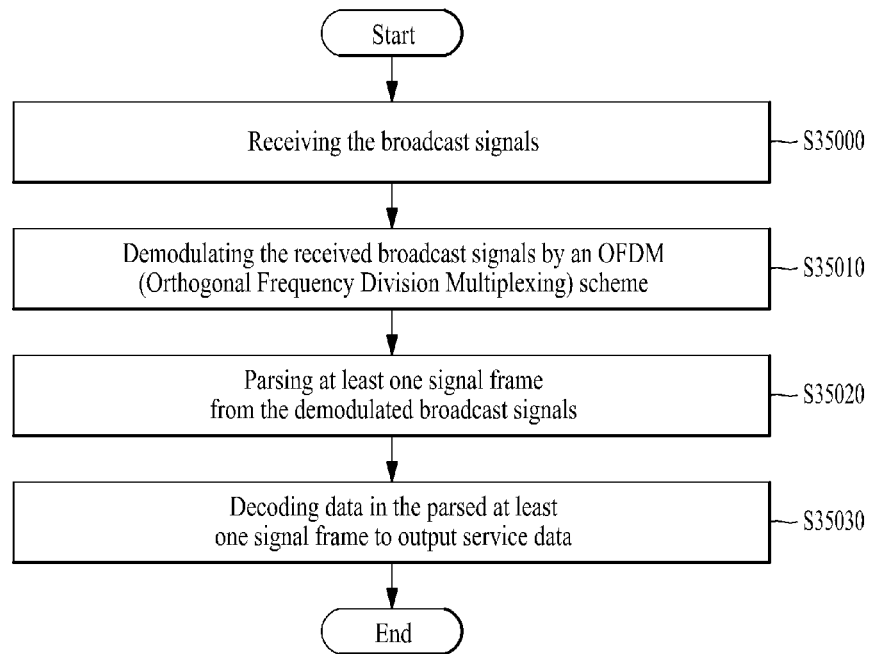 Start
Receiving the broadcast signals
S35000
Demodulating the received broadcast signals by an OFDM
(Orthogonal Frequency Division Multiplexing) scheme
S35010
Parsing at least one signal frame
from the demodulated broadcast signals
S35020
Decoding data in the parsed at least
one signal frame to output service data
S35030
End